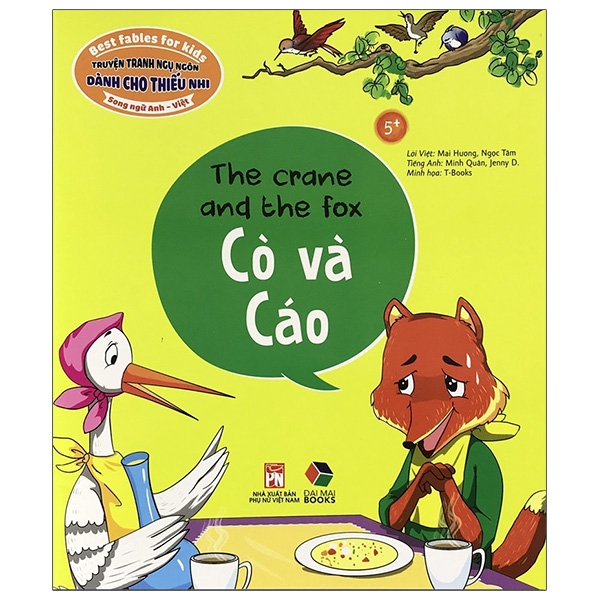 Best fables for kids
TRUYỆN TRANH NGỤ NGÔN
DÀNH CHO THIẾU NHI
Song ngữ Anh - Việt
5+
Lời Việt: Mai Hương, Ngọc Tâm
Tiếng Anh: Minh Quân, Jenny D.
Minh họa: T-Books
The crane
and the fox
Cò và
Cáo
PN
NHÀ XUẤT BẢN
PHỤ NỮ VIỆT NAM
DAI MAI
BOOKS